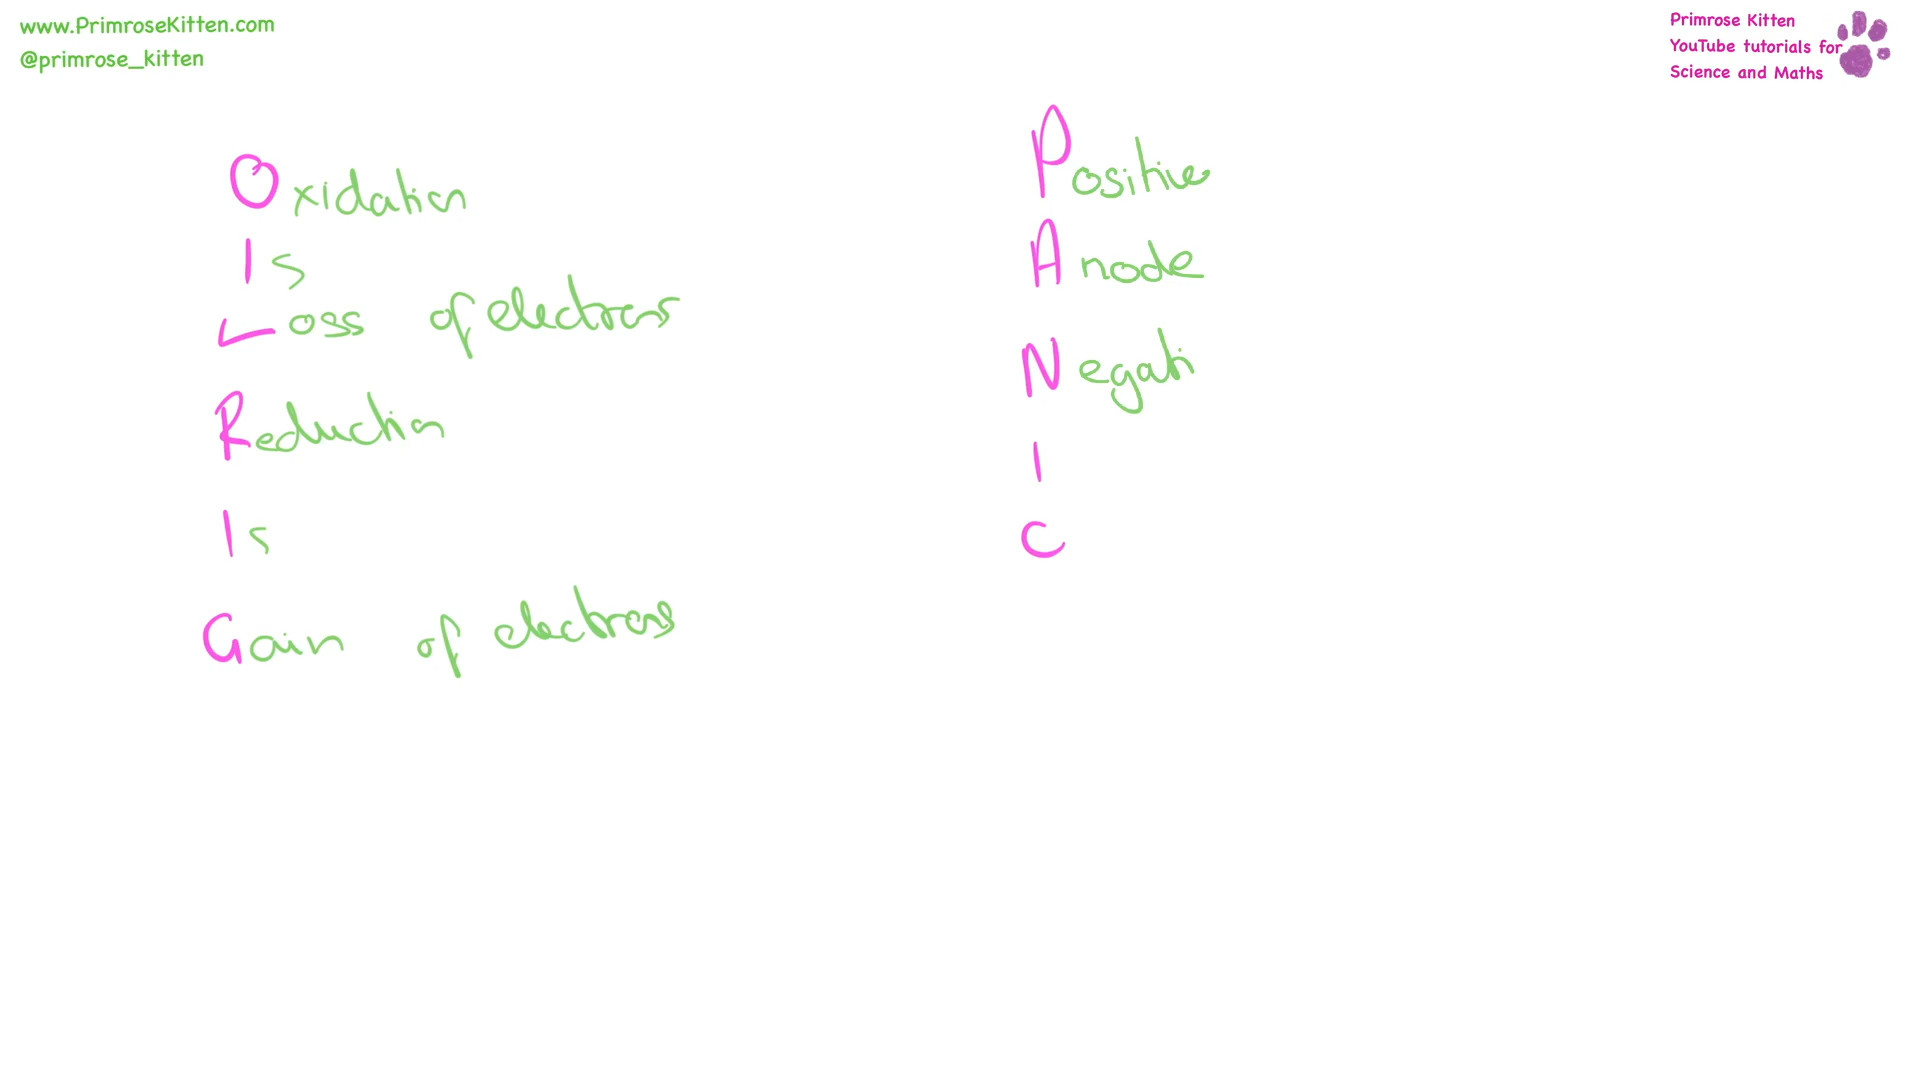 www.PrimroseKitten.com
@primrose_kitten
Primrose Kitten
YouTube tutorials for
Science and Maths
Oxidation
Is
Loss of electrons
Reduction
Is
Gain of electrons
Positive
Anode
Negati
I
C